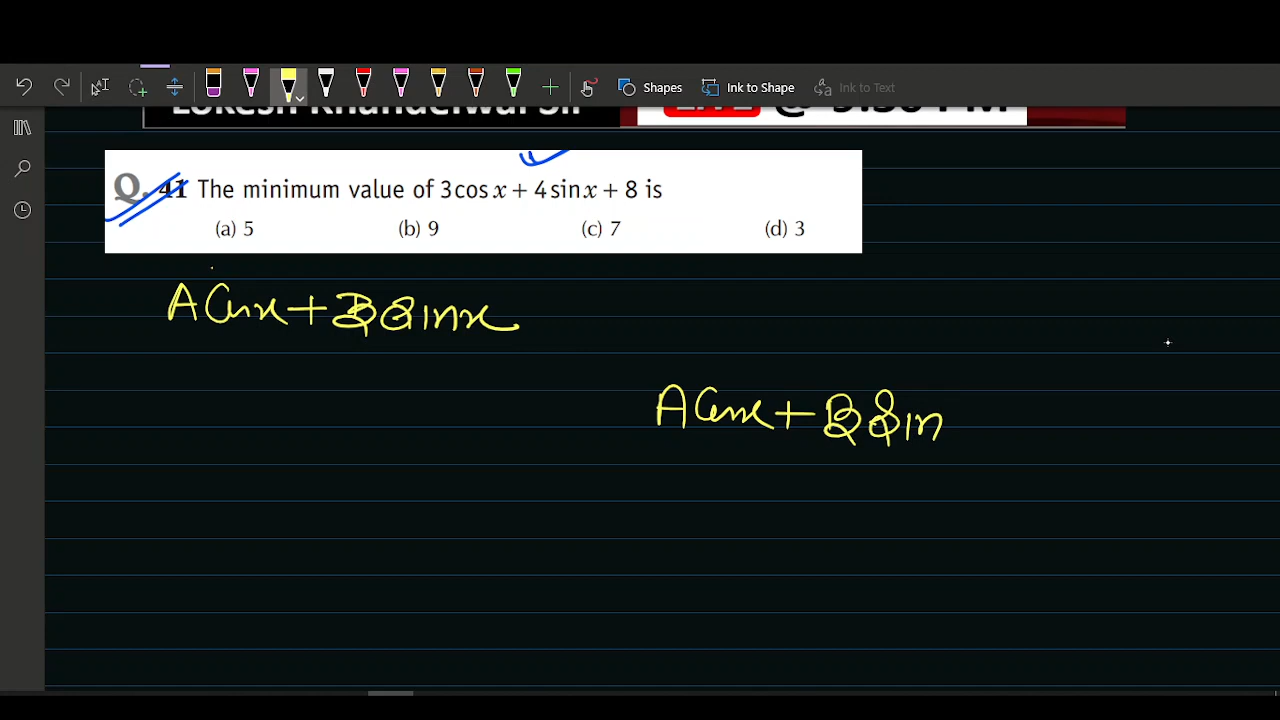 Shapes Ink to Shape Ink to Text
Q. 41 The minimum value of 3 cos x + 4 sin x + 8 is
(a) 5 (b) 9 (c) 7 (d) 3
A Cos x + B Sin x
A Cos x + B Sin